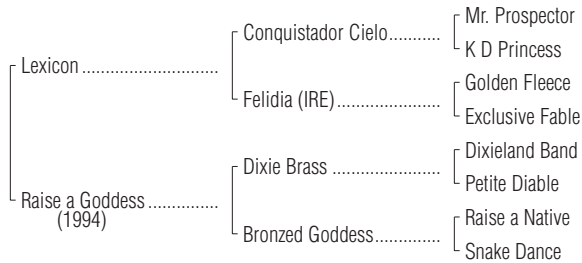 Mr. Prospector
Conquistador Cielo...........
K D Princess
Lexicon .............................
Golden Fleece
Felidia (IRE)......................
Exclusive Fable
Dixieland Band
Dixie Brass .......................
Petite Diable
Raise a Goddess ...............
(1994)
Raise a Native
Bronzed Goddess..............
Snake Dance